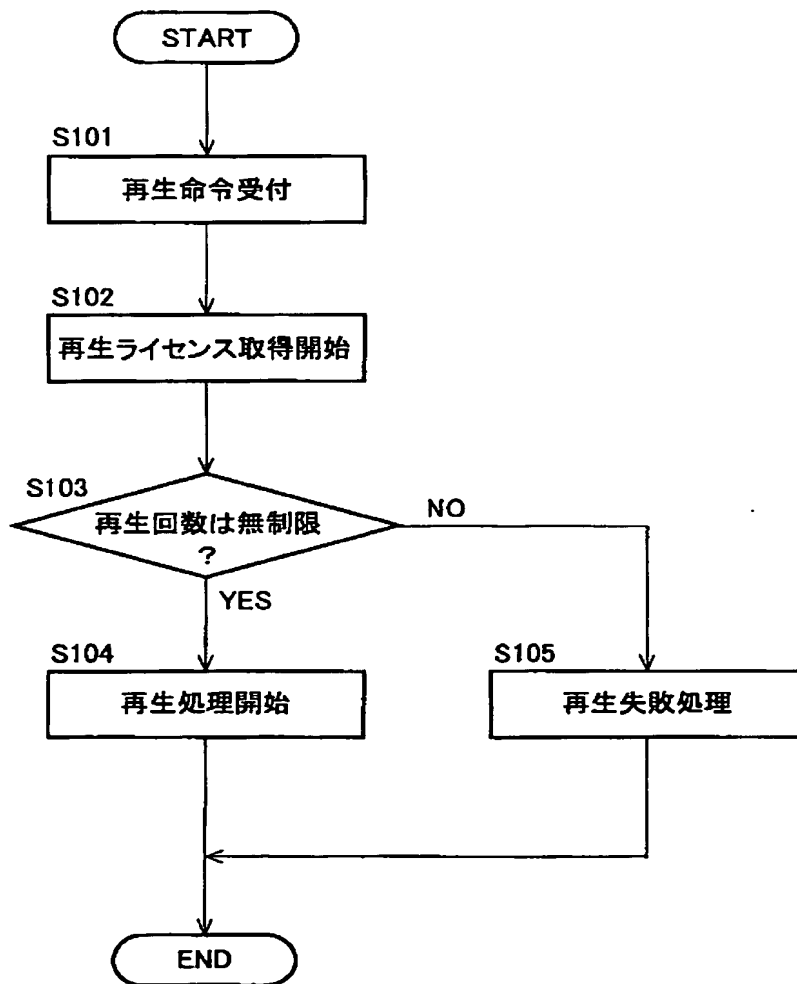 START
S101
再生命令受付
S102
再生ライセンス取得開始
S103
再生回数は無制限
?
NO
YES
S104
再生処理開始
S105
再生失敗処理
END